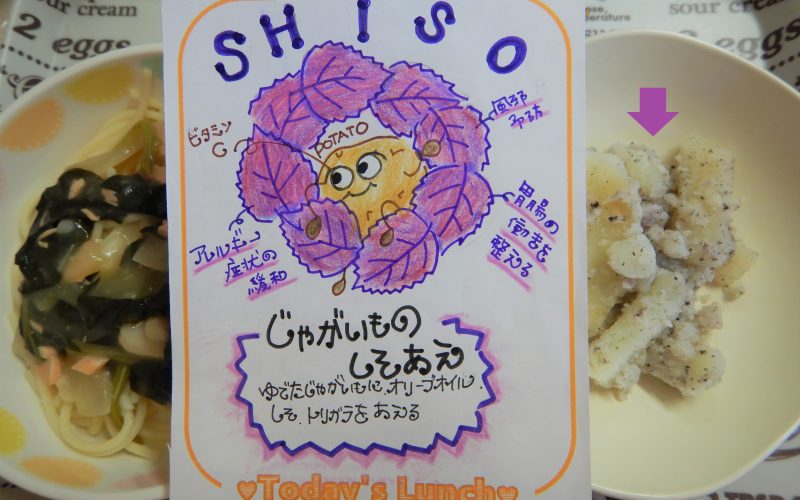 sour cream
2 eggs
SHISO
POTATO
ビタミン
C
風邪
予防
アレルギー
症状の
緩和
胃腸の
働きを
整える
じゃがいもの
しそあえ
ゆでたじゃがいもに、オリーブオイル、
しそ、トリガラをあえる
♥Today's Lunch♥
sour cream
temperature
2 eggs